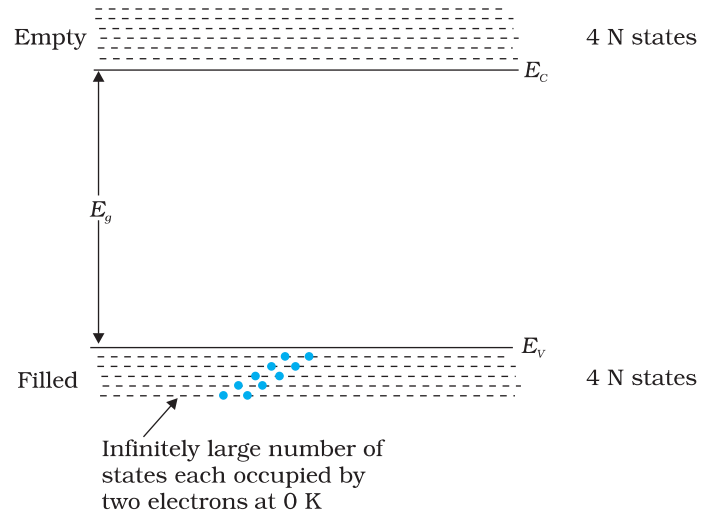 Empty
4 N states
E_C
E_g
E_V
Filled
4 N states
Infinitely large number of
states each occupied by
two electrons at 0 K